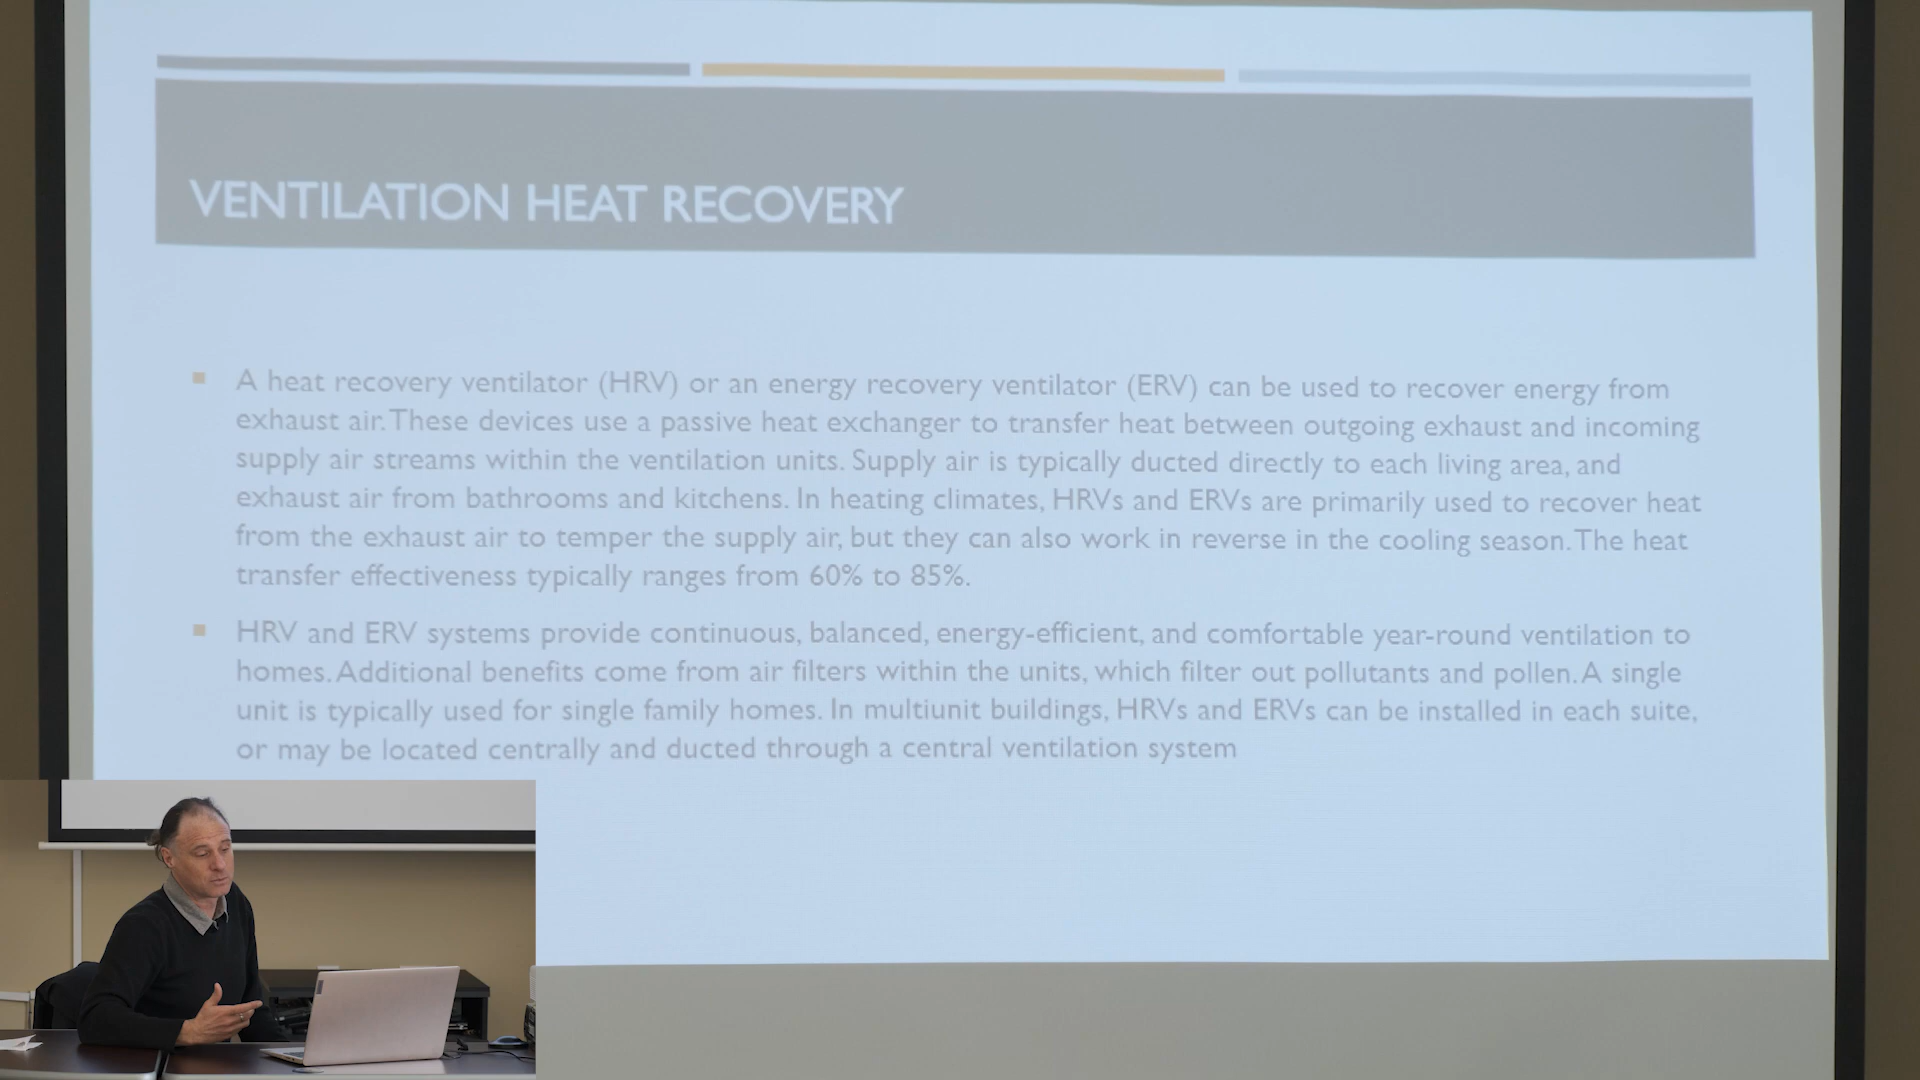 VENTILATION HEAT RECOVERY
A heat recovery ventilator (HRV) or an energy recovery ventilator (ERV) can be used to recover energy from
exhaust air. These devices use a passive heat exchanger to transfer heat between outgoing exhaust and incoming
supply air streams within the ventilation units. Supply air is typically ducted directly to each living area, and
exhaust air from bathrooms and kitchens. In heating climates, HRVs and ERVs are primarily used to recover heat
from the exhaust air to temper the supply air, but they can also work in reverse in the cooling season. The heat
transfer effectiveness typically ranges from 60% to 85%.
HRV and ERV systems provide continuous, balanced, energy-efficient, and comfortable year-round ventilation to
homes. Additional benefits come from air filters within the units, which filter out pollutants and pollen. A single
unit is typically used for single family homes. In multiunit buildings, HRVs and ERVs can be installed in each suite,
or may be located centrally and ducted through a central ventilation system